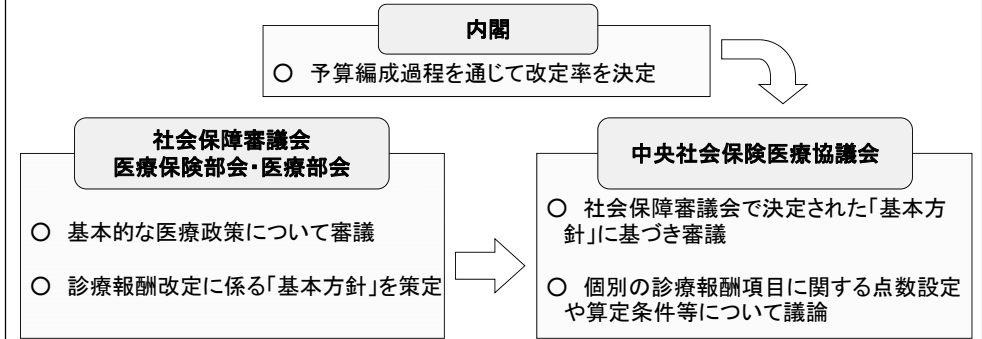 内閣
○ 予算編成過程を通じて改定率を決定
社会保障審議会
医療保険部会・医療部会
○ 基本的な医療政策について審議
○ 診療報酬改定に係る「基本方針」を策定
中央社会保険医療協議会
○ 社会保障審議会で決定された「基本方
針」に基づき審議
○ 個別の診療報酬項目に関する点数設定
や算定条件等について議論